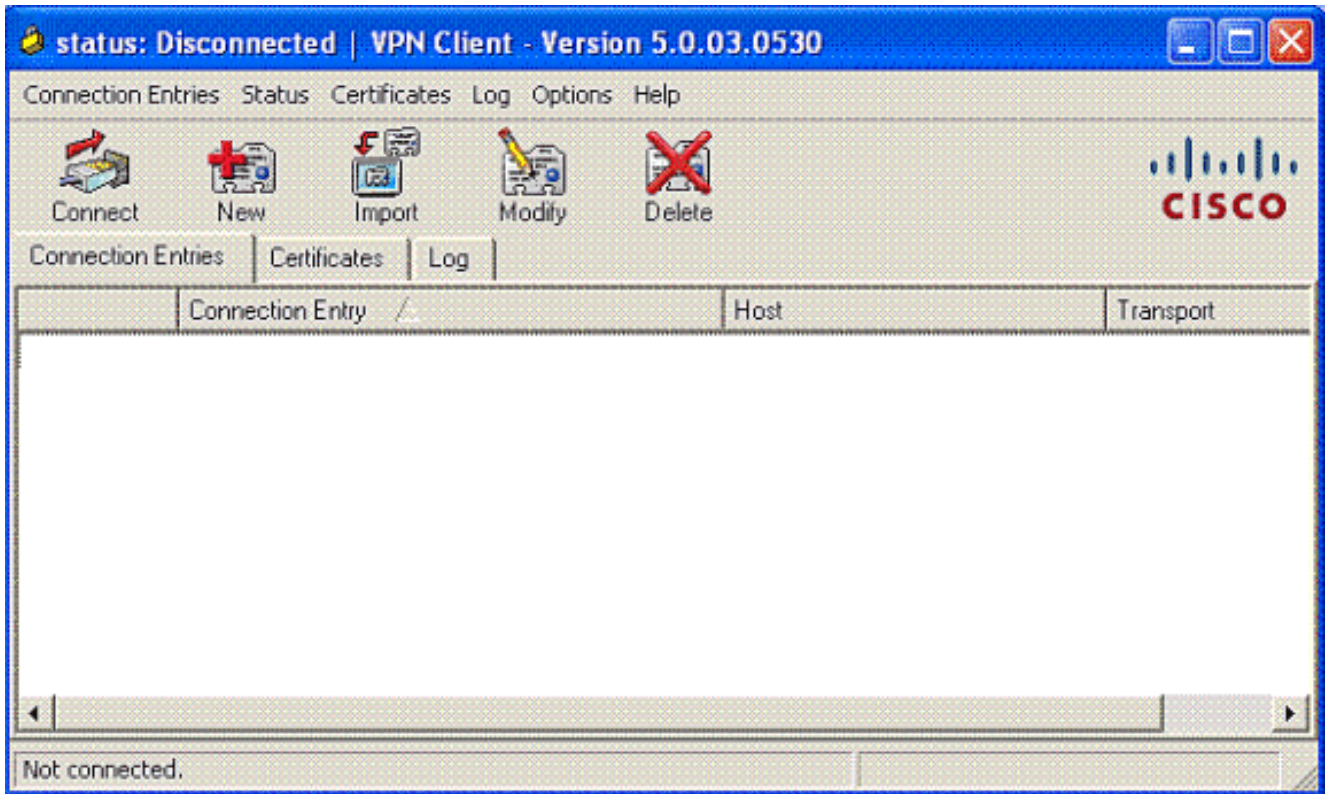 status: Disconnected | VPN Client - Version 5.0.03.0530
Connection Entries Status Certificates Log Options Help
Connect New Import Modify Delete
CISCO
Connection Entries Certificates Log
Connection Entry Host Transport
Not connected.